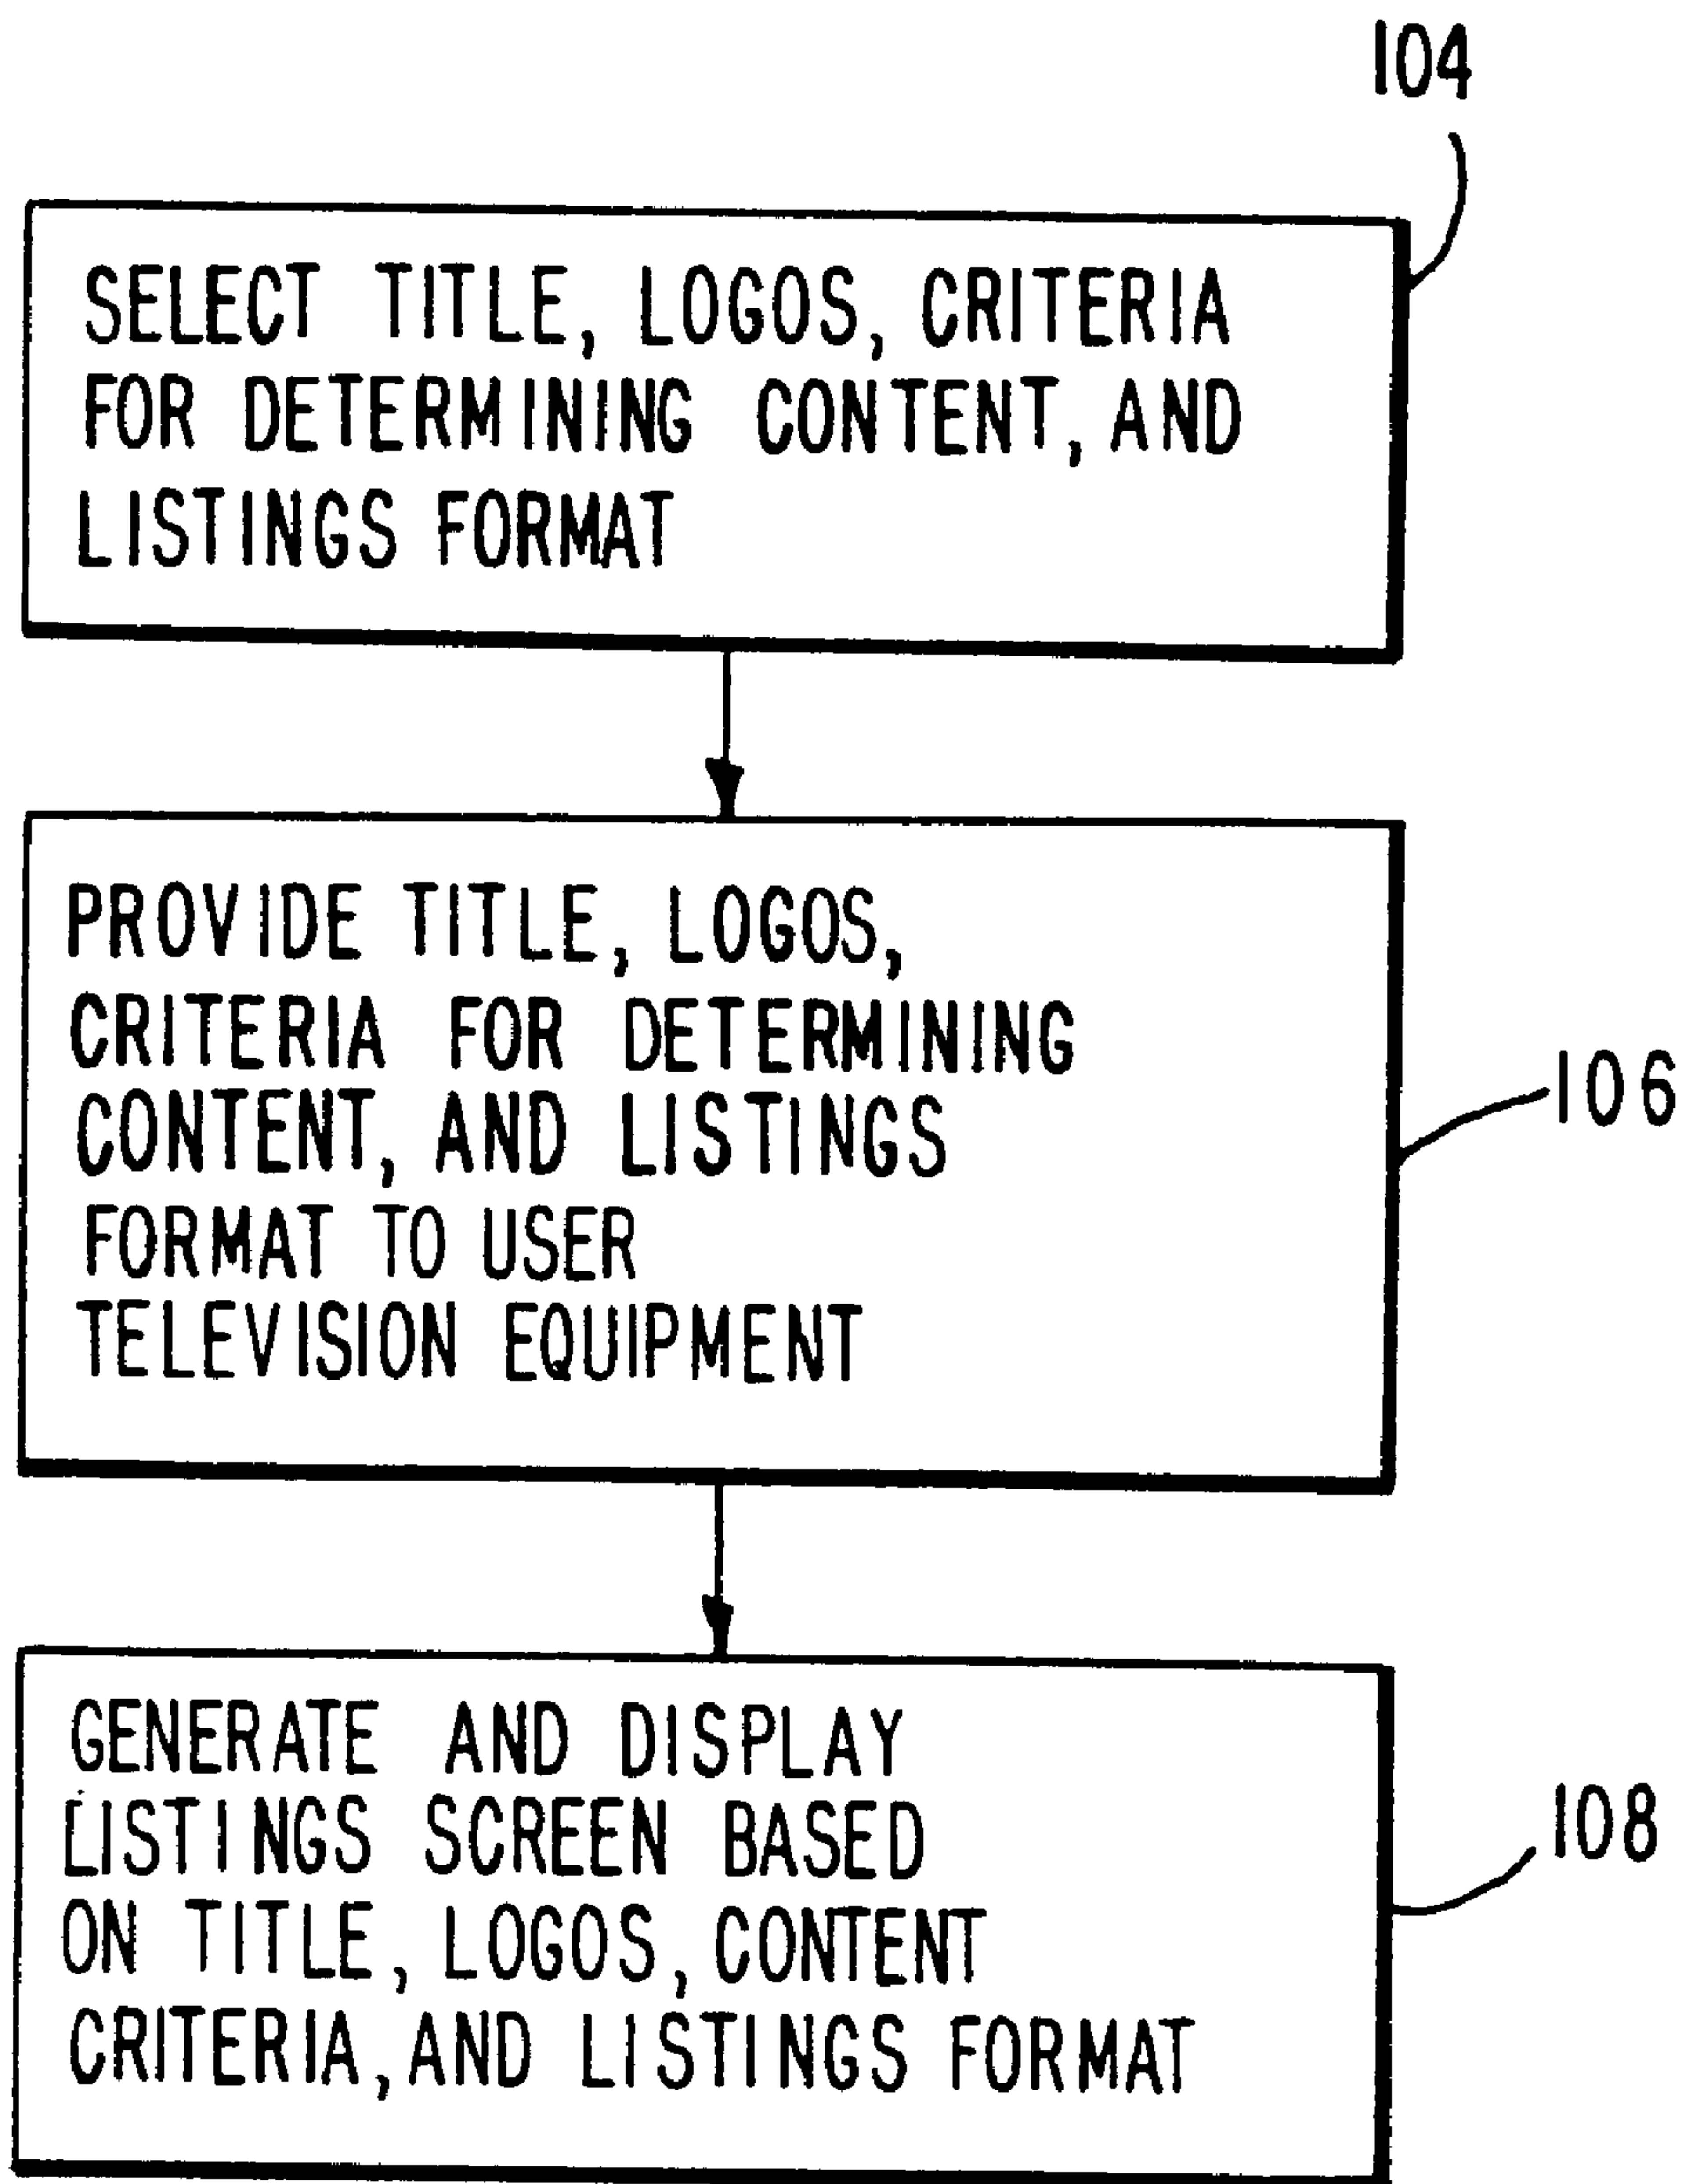 104
SELECT TITLE, LOGOS, CRITERIA
FOR DETERMINING CONTENT, AND
LISTINGS FORMAT
PROVIDE TITLE, LOGOS,
CRITERIA FOR DETERMINING
CONTENT, AND LISTINGS
FORMAT TO USER
TELEVISION EQUIPMENT
106
GENERATE AND DISPLAY
LISTINGS SCREEN BASED
ON TITLE, LOGOS, CONTENT
CRITERIA, AND LISTINGS FORMAT
108